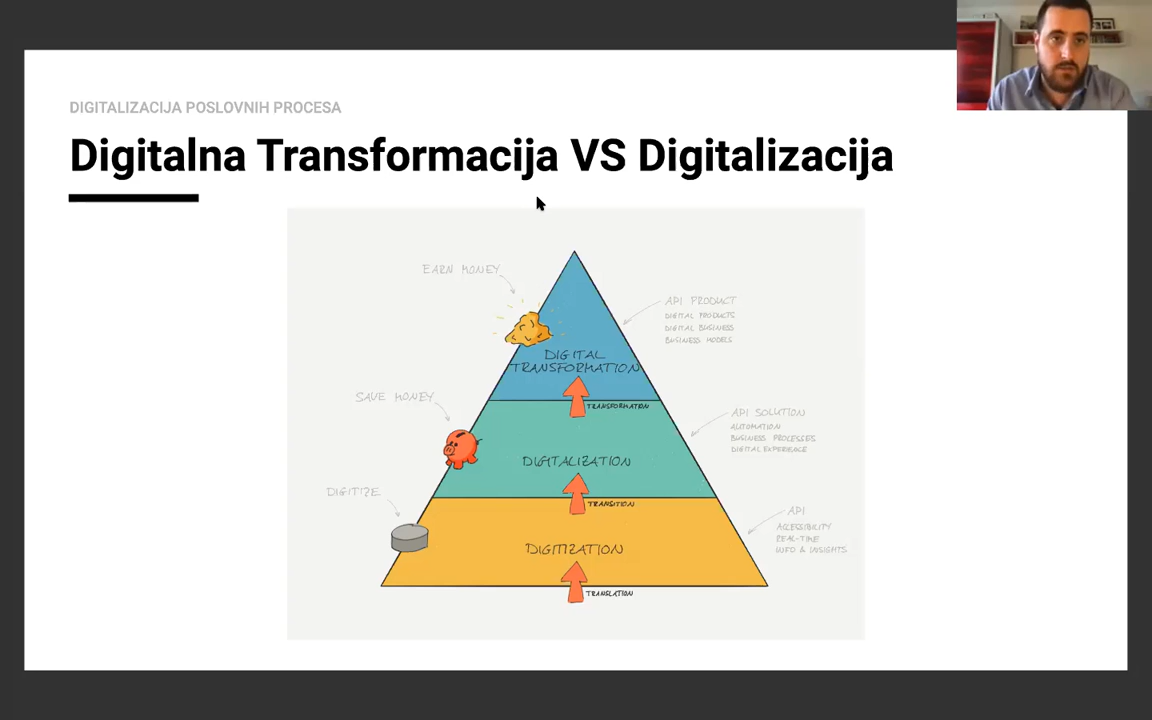 DIGITALIZACIJA POSLOVNIH PROCESA
Digitalna Transformacija VS Digitalizacija
EARN MONEY
API PRODUCT
DIGITAL PRODUCTS
DIGITAL BUSINESS
BUSINESS MODELS
DIGITAL
TRANSFORMATION
TRANSFORMATION
SAVE MONEY
API SOLUTION
AUTOMATION
BUSINESS PROCESSES
DIGITAL EXPERIENCE
DIGITALIZATION
TRANSITION
DIGITIZE
API
ACCESSIBILITY
REAL-TIME
INFO & INSIGHTS
DIGITIZATION
TRANSLATION